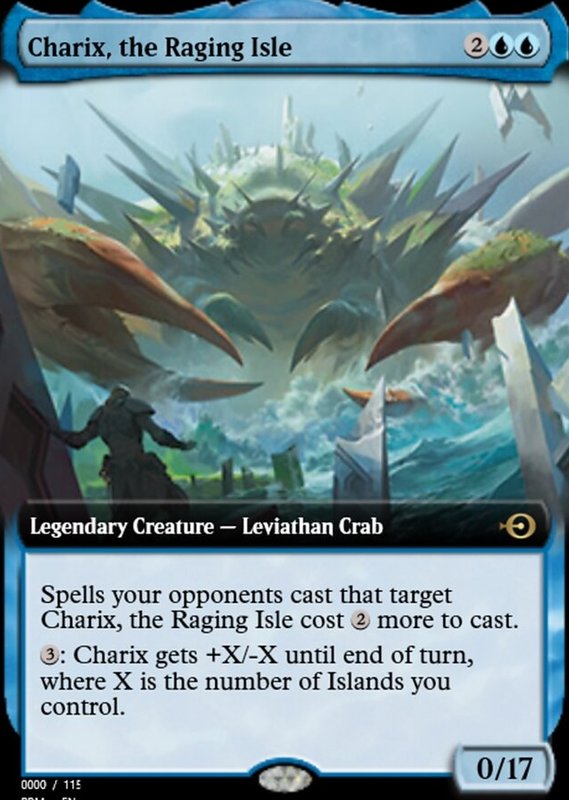 Charix, the Raging Isle 2
Legendary Creature — Leviathan Crab
Spells your opponents cast that target
Charix, the Raging Isle cost 2 more to cast.
3: Charix gets +X/-X until end of turn,
where X is the number of Islands you
control.
0/17
0000 / 115